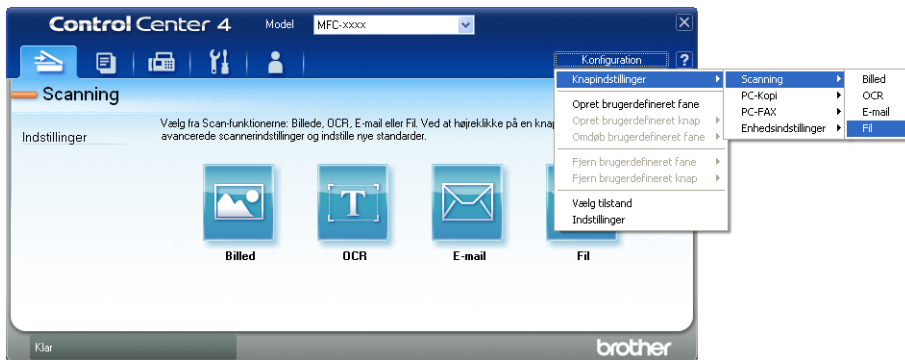 Control Center 4
Model
MFC-xxxx
Konfiguration
?
Scanning
Indstillinger
Vælg fra Scan-funktionerne: Billede, OCR, E-mail eller Fil. Ved at højreklikke på en knap
avancerede scannerindstillinger og indstille nye standarder.
Billed
OCR
E-mail
Fil
Knapindstillinger
Opret brugerdefineret fane
Opret brugerdefineret knap
Omdøb brugerdefineret fane
Fjern brugerdefineret fane
Fjern brugerdefineret knap
Vælg tilstand
Indstillinger
Scanning
PC-Kopi
PC-FAX
Enhedsindstillinger
Billed
OCR
E-mail
Fil
Klar
brother